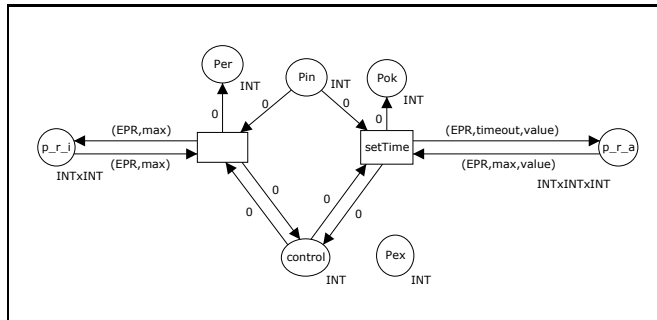 Per
INT
Pin
INT
Pok
INT
0
0
0
0
p_r_i
INTxINT
(EPR,max)
(EPR,max)
setTime
(EPR,timeout,value)
(EPR,max,value)
p_r_a
INTxINTxINT
0
0
0
0
control
INT
Pex
INT